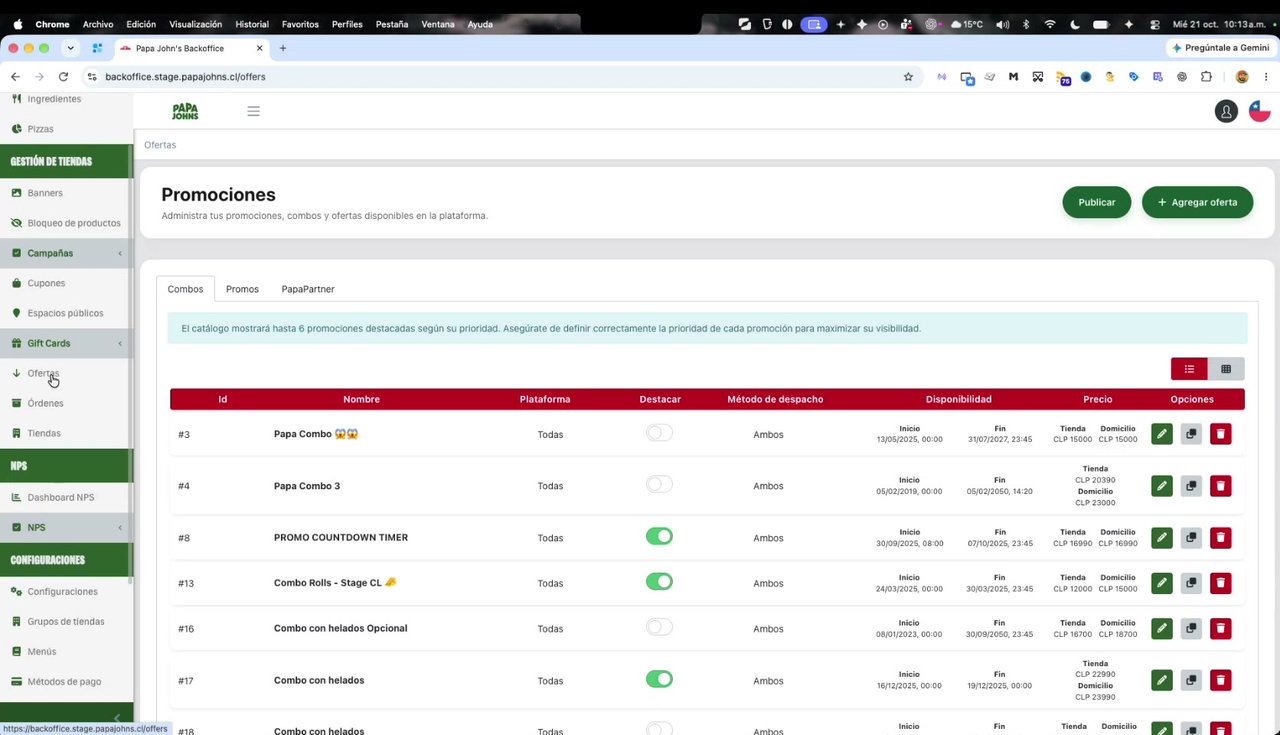 Chrome Archivo Edición Visualización Historial Favoritos Perfiles Pestaña Ventana Ayuda 15°C Mié 21 oct. 10:13 a.m.
Papa John's Backoffice
Pregúntale a Gemini
backoffice.stage.papajohns.cl/offers
75
Ingredientes
Pizzas
GESTIÓN DE TIENDAS
Banners
Bloqueo de productos
Campañas
Cupones
Espacios públicos
Gift Cards
Ofertas
Órdenes
Tiendas
NPS
Dashboard NPS
NPS
CONFIGURACIONES
Configuraciones
Grupos de tiendas
Menús
Métodos de pago
https://backoffice.stage.papajohns.cl/offers
PAPA JOHNS
Ofertas
Promociones
Administra tus promociones, combos y ofertas disponibles en la plataforma.
Publicar
+ Agregar oferta
Combos Promos PapaPartner
El catálogo mostrará hasta 6 promociones destacadas según su prioridad. Asegúrate de definir correctamente la prioridad de cada promoción para maximizar su visibilidad.
Id Nombre Plataforma Destacar Método de despacho Disponibilidad Precio Opciones
#3 Papa Combo 😱😱 Todas Ambos Inicio 13/05/2025, 00:00 Fin 31/07/2027, 23:45 Tienda CLP 15000 Domicilio CLP 15000
#4 Papa Combo 3 Todas Ambos Inicio 05/02/2019, 00:00 Fin 05/02/2050, 14:20 Tienda CLP 20390 Domicilio CLP 23000
#8 PROMO COUNTDOWN TIMER Todas Ambos Inicio 30/09/2025, 08:00 Fin 07/10/2025, 23:45 Tienda CLP 16990 Domicilio CLP 16990
#13 Combo Rolls - Stage CL 🫔 Todas Ambos Inicio 24/03/2025, 00:00 Fin 30/03/2025, 23:45 Tienda CLP 12000 Domicilio CLP 15000
#16 Combo con helados Opcional Todas Ambos Inicio 08/01/2023, 00:00 Fin 30/09/2050, 23:45 Tienda CLP 16700 Domicilio CLP 18700
#17 Combo con helados Todas Ambos Inicio 16/12/2025, 00:00 Fin 19/12/2025, 00:00 Tienda CLP 22990 Domicilio CLP 23990
#18 Combo con helados Todas Ambos Inicio Fin Tienda Domicilio